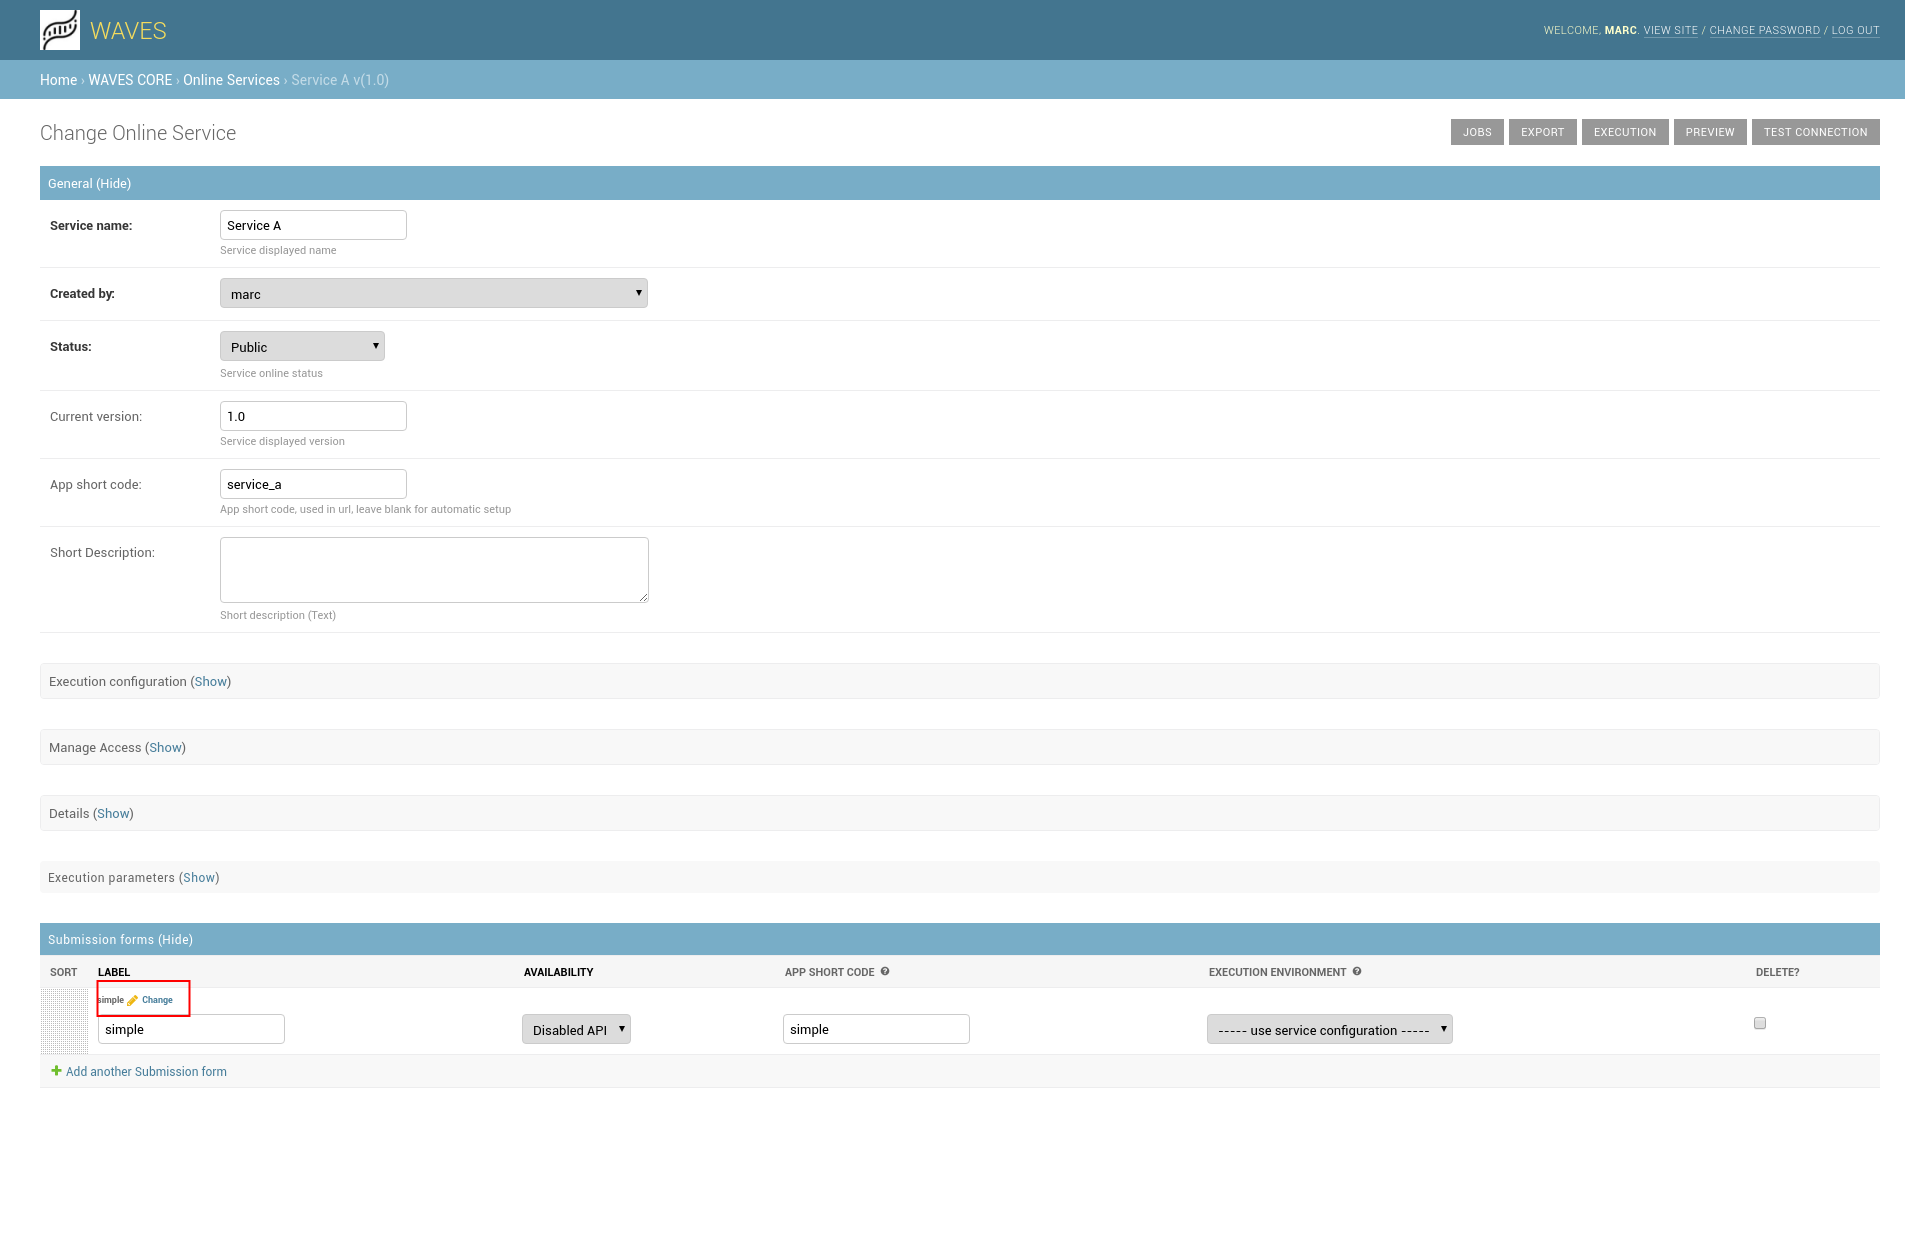 WAVES
WELCOME, MARC. VIEW SITE / CHANGE PASSWORD / LOG OUT
Home › WAVES CORE › Online Services › Service A v(1.0)
Change Online Service
JOBS EXPORT EXECUTION PREVIEW TEST CONNECTION
General (Hide)
Service name: Service A
Service displayed name
Created by: marc
Status: Public
Service online status
Current version: 1.0
Service displayed version
App short code: service_a
App short code, used in url, leave blank for automatic setup
Short Description:
Short description (Text)
Execution configuration (Show)
Manage Access (Show)
Details (Show)
Execution parameters (Show)
Submission forms (Hide)
SORT LABEL AVAILABILITY APP SHORT CODE EXECUTION ENVIRONMENT DELETE?
simple Change
simple Disabled API simple ----- use service configuration -----
Add another Submission form